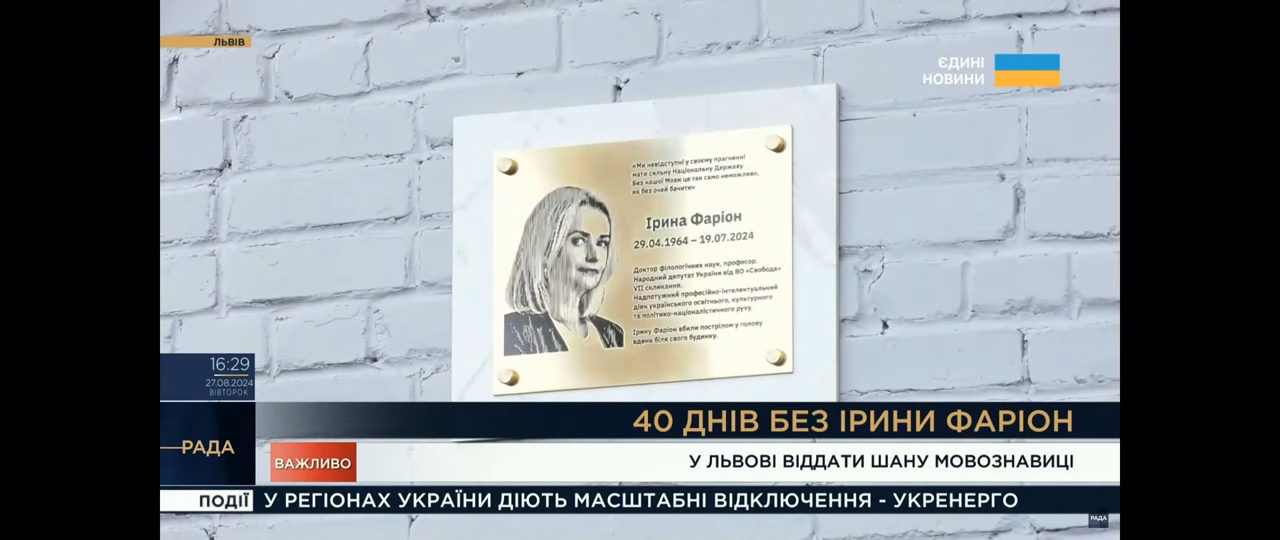 ЛЬВІВ
ЄДИНІ
НОВИНИ
«Ми невідступні у своєму прагненні
мати сильну Національну Державу.
Без нашої Мови це так само неможливо,
як без очей бачити»
Ірина Фаріон
29.04.1964 – 19.07.2024
Доктор філологічних наук, професор.
Народний депутат України від ВО «Свобода»
VII скликання.
Надпотужний професійно-інтелектуальний
діяч українського освітнього, культурного
та політико-націоналістичного руху.
Ірину Фаріон вбили пострілом у голову
вдень біля свого будинку.
16:29
27.08.2024
ВІВТОРОК
РАДА
40 ДНІВ БЕЗ ІРИНИ ФАРІОН
ВАЖЛИВО
У ЛЬВОВІ ВІДДАТИ ШАНУ МОВОЗНАВИЦІ
ПОДІЇ
У РЕГІОНАХ УКРАЇНИ ДІЮТЬ МАСШТАБНІ ВІДКЛЮЧЕННЯ - УКРЕНЕРГО
РАДА